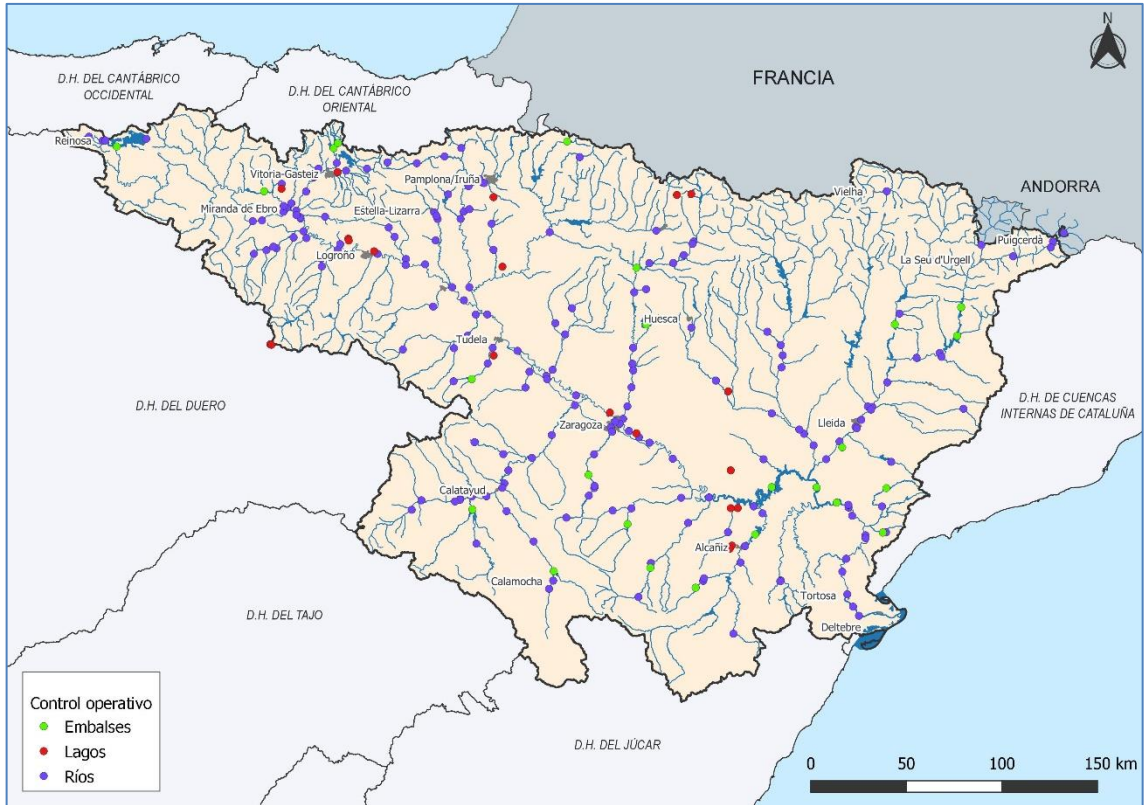 N
FRANCIA
D.H. DEL CANTÁBRICO
OCCIDENTAL
D.H. DEL CANTÁBRICO
ORIENTAL
Reinosa
Vitoria-Gasteiz
Pamplona/Iruña
Vielha
ANDORRA
Miranda de Ebro
Estella-Lizarra
Puigcerdà
Logroño
La Seu d'Urgell
Huesca
Tudela
D.H. DEL DUERO
D.H. DE CUENCAS
INTERNAS DE CATALUÑA
Zaragoza
Lleida
Calatayud
Alcañiz
Calamocha
Tortosa
D.H. DEL TAJO
Deltebre
Control operativo
Embalses
Lagos
Ríos
D.H. DEL JÚCAR
0 50 100 150 km